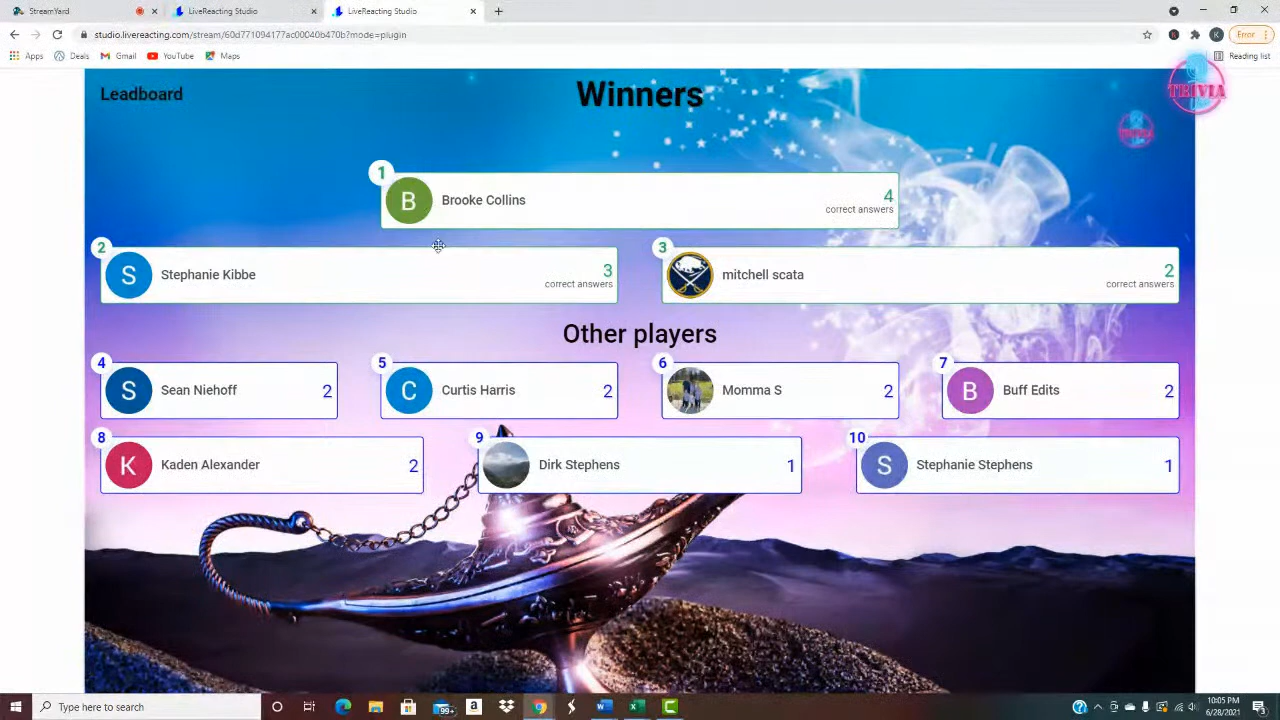 StreamYard
LiveReacting Studio
LiveReacting Studio
studio.livereacting.com/stream/60d771094177ac00040b470b?mode=plugin
K
Error
Apps
Deals
Gmail
YouTube
Maps
Reading list
Leadboard
Winners
TRIVIA
1
B
Brooke Collins
4
correct answers
2
S
Stephanie Kibbe
3
correct answers
3
mitchell scata
2
correct answers
Other players
4
S
Sean Niehoff
2
5
C
Curtis Harris
2
6
Momma S
2
7
B
Buff Edits
2
8
K
Kaden Alexander
2
9
Dirk Stephens
1
10
S
Stephanie Stephens
1
Type here to search
99+
10:05 PM
6/28/2021